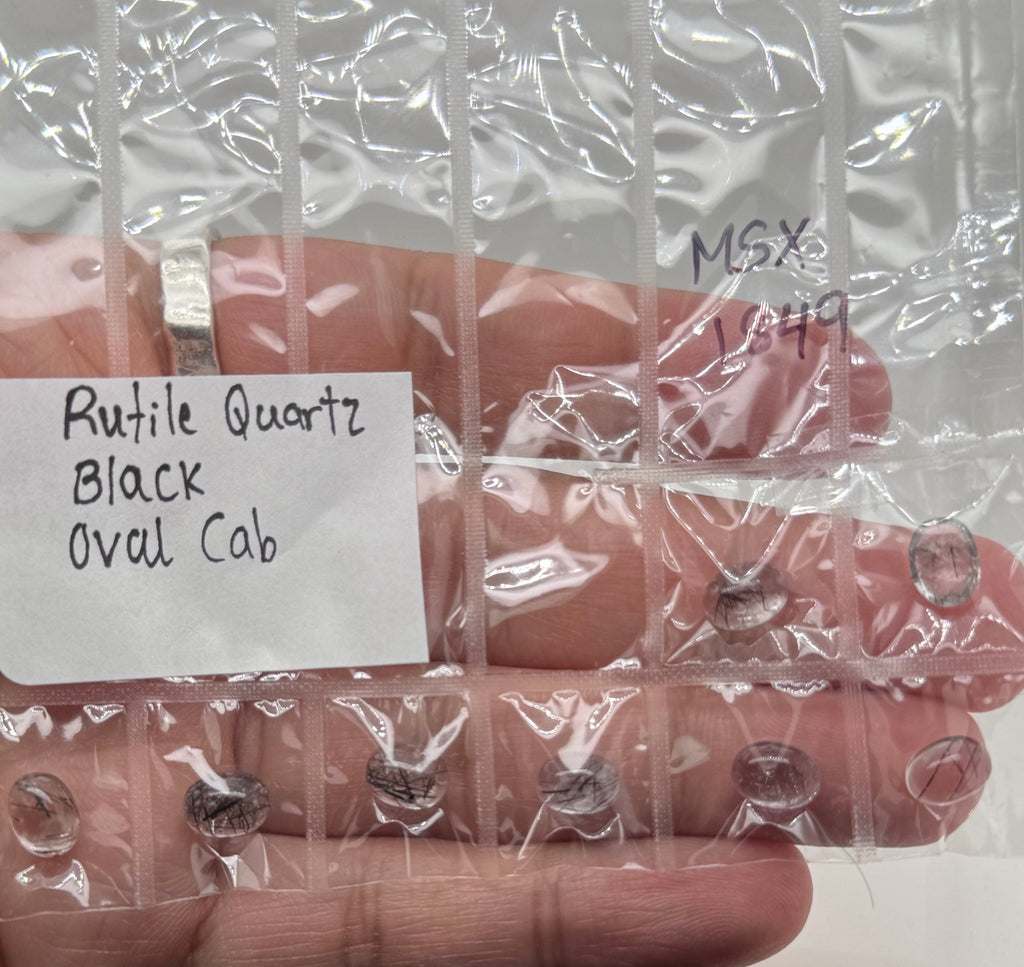 MSX
1849
Rutile Quartz
Black
Oval Cab